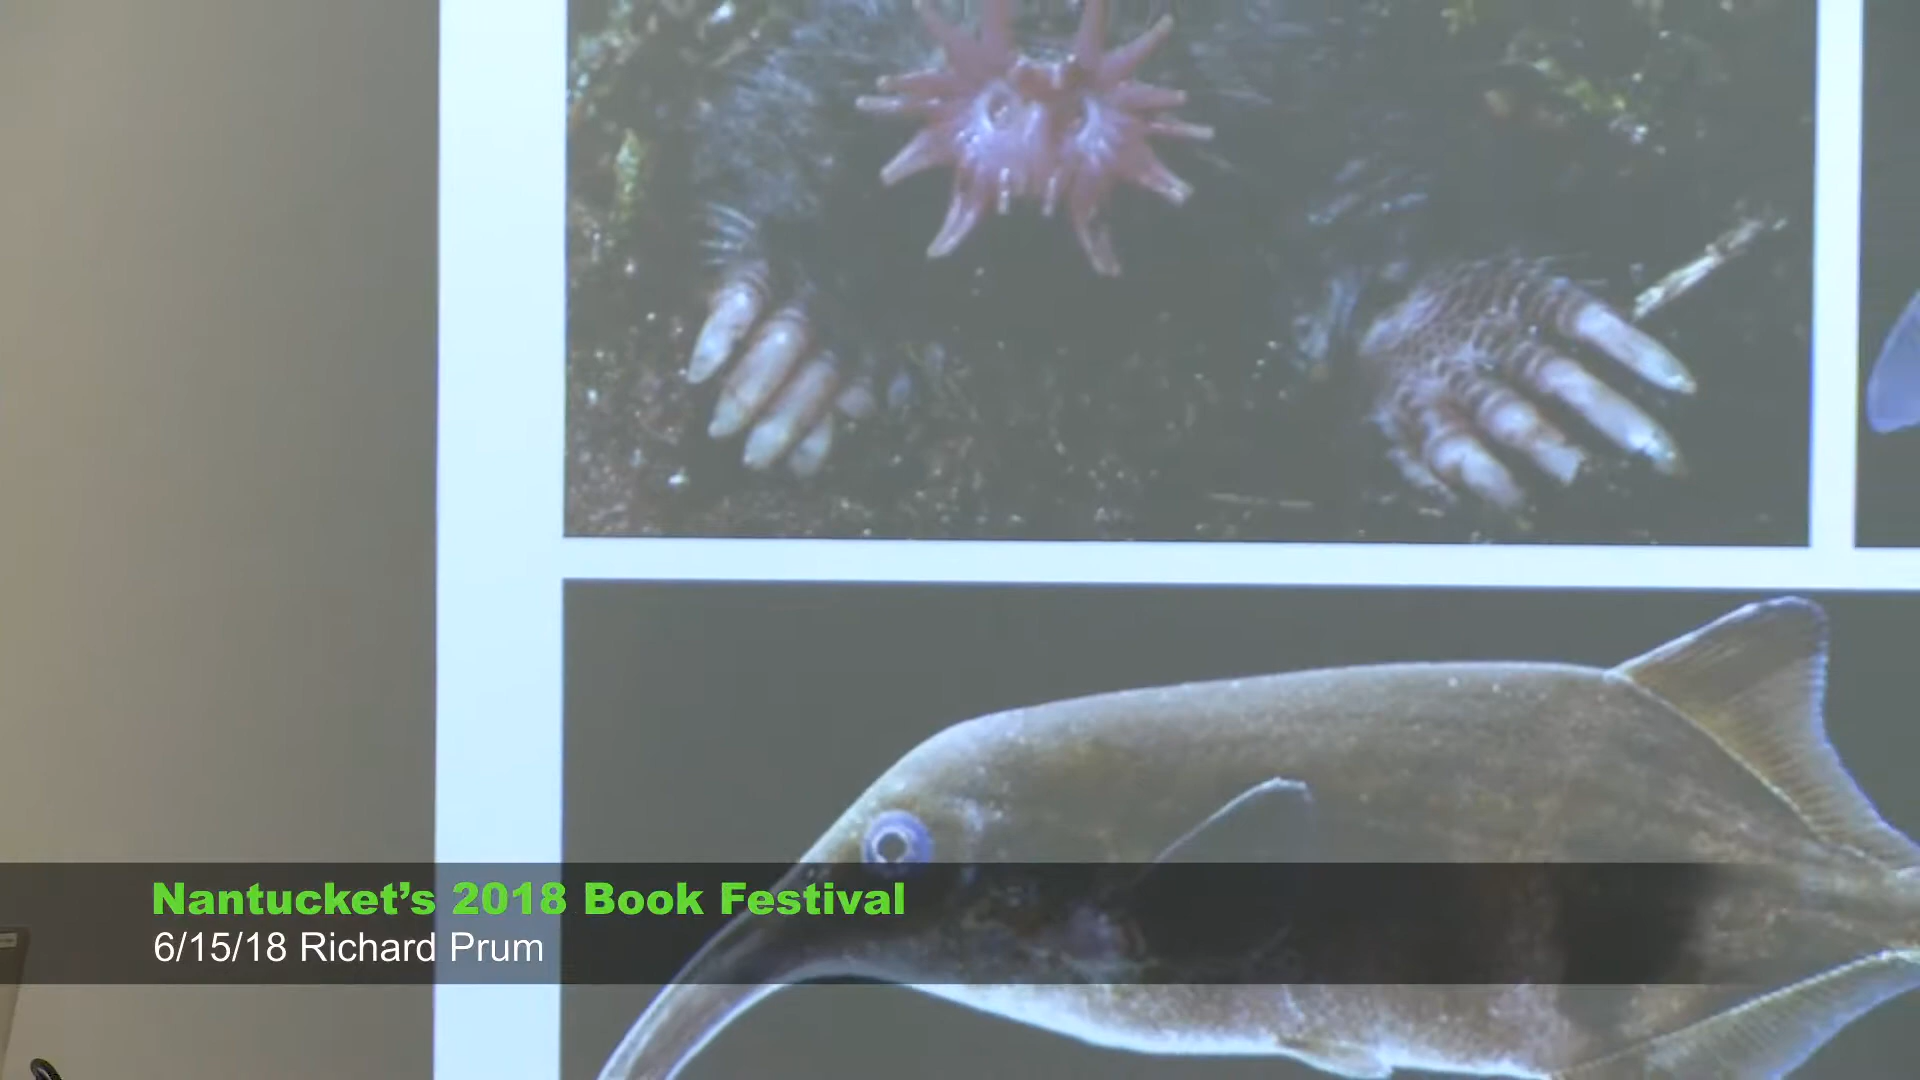 Nantucket’s 2018 Book Festival
6/15/18 Richard Prum